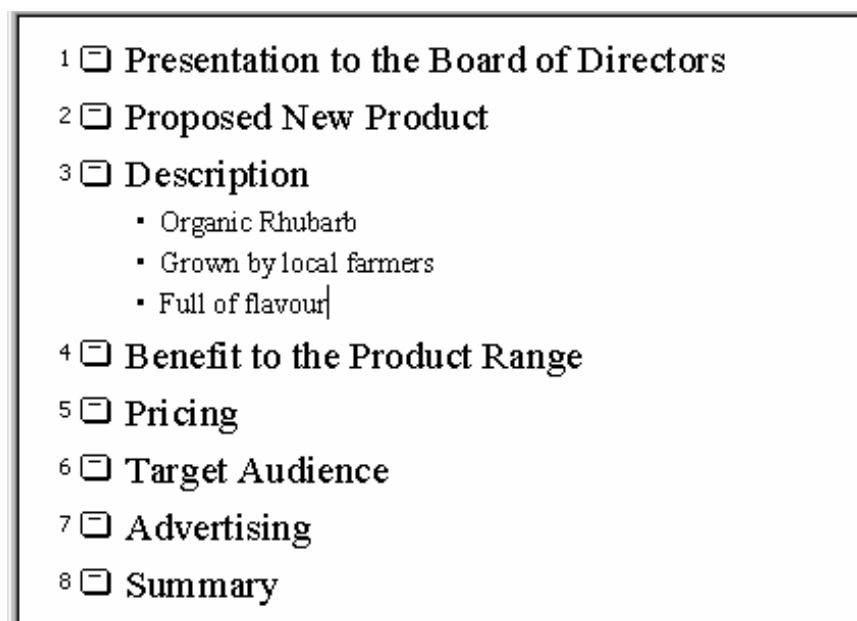 1 Presentation to the Board of Directors
2 Proposed New Product
3 Description
▪ Organic Rhubarb
▪ Grown by local farmers
▪ Full of flavour
4 Benefit to the Product Range
5 Pricing
6 Target Audience
7 Advertising
8 Summary